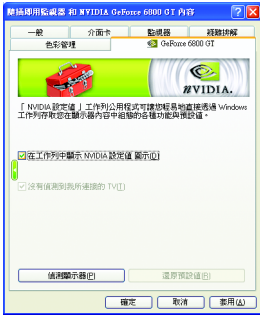 隨插即用監視器 和 NVIDIA GeForce 6800 GT 內容
一般 介面卡 監視器 疑難排解
色彩管理 GeForce 6800 GT
NVIDIA.
「 NVIDIA 設定值 」工作列公用程式可讓您輕易地直接透過 Windows
工作列存取您在顯示器內容中組態的各種功能與預設值。
在工作列中顯示 NVIDIA 設定值 圖示(D)
沒有偵測到為所連接的 TV(T)
偵測顯示器(P) 還原預設值(R)
確定 取消 套用(A)